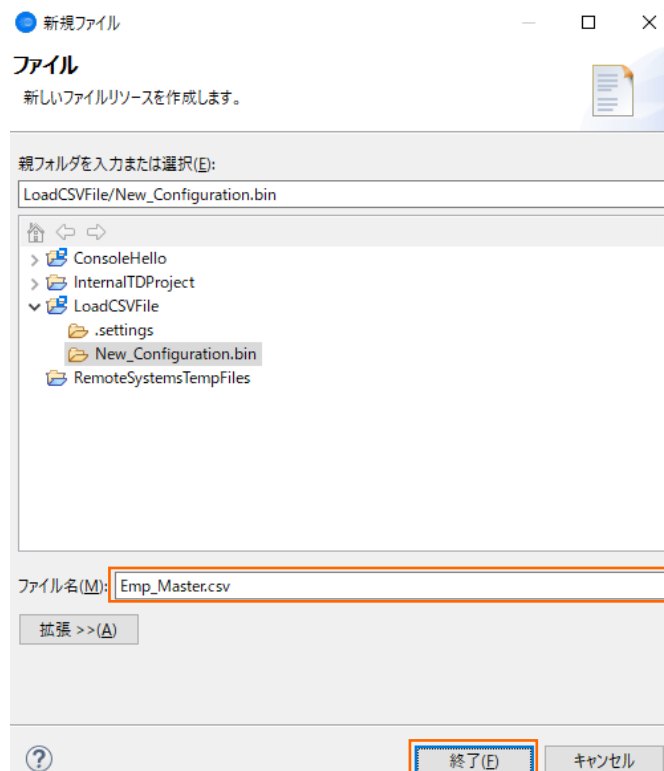 新規ファイル
ファイル
新しいファイルリソースを作成します。
親フォルダを入力または選択(E):
LoadCSVFile/New_Configuration.bin
ConsoleHello
InternalTDProject
LoadCSVFile
.settings
New_Configuration.bin
RemoteSystemsTempFiles
ファイル名(M): Emp_Master.csv
拡張 >>(A)
? 終了(F) キャンセル